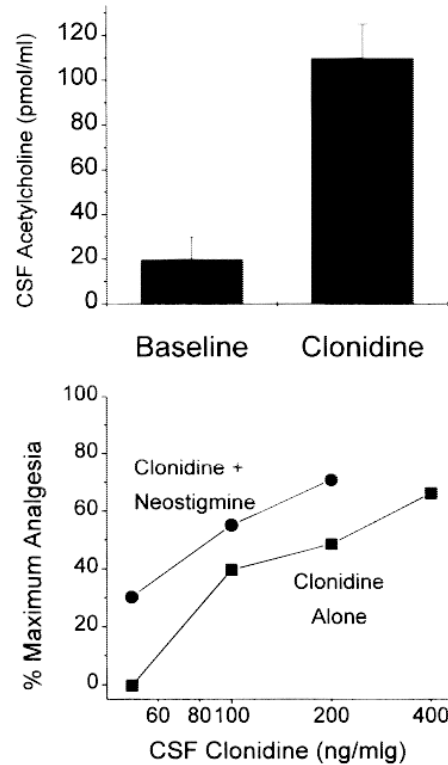 CSF Acetylcholine (pmol/ml)
120
100
80
60
40
20
0
Baseline Clonidine
% Maximum Analgesia
100
80
60
40
20
0
Clonidine +
Neostigmine
Clonidine
Alone
60 80 100 200 400
CSF Clonidine (ng/mlg)